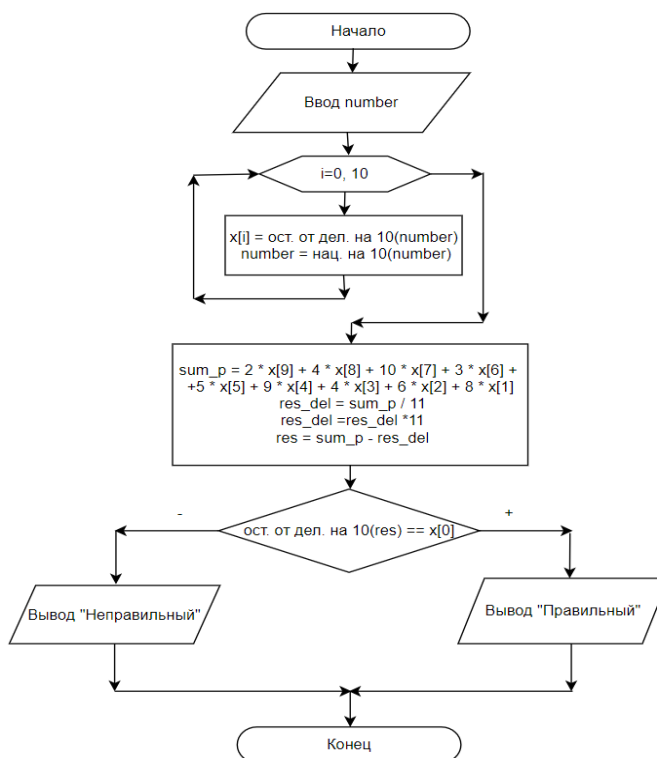 Начало
Ввод number
i=0, 10
x[i] = ост. от дел. на 10(number)
number = нац. на 10(number)
sum_p = 2 * x[9] + 4 * x[8] + 10 * x[7] + 3 * x[6] +
+5 * x[5] + 9 * x[4] + 4 * x[3] + 6 * x[2] + 8 * x[1]
res_del = sum_p / 11
res_del =res_del *11
res = sum_p - res_del
-
+
ост. от дел. на 10(res) == x[0]
Вывод "Неправильный"
Вывод "Правильный"
Конец